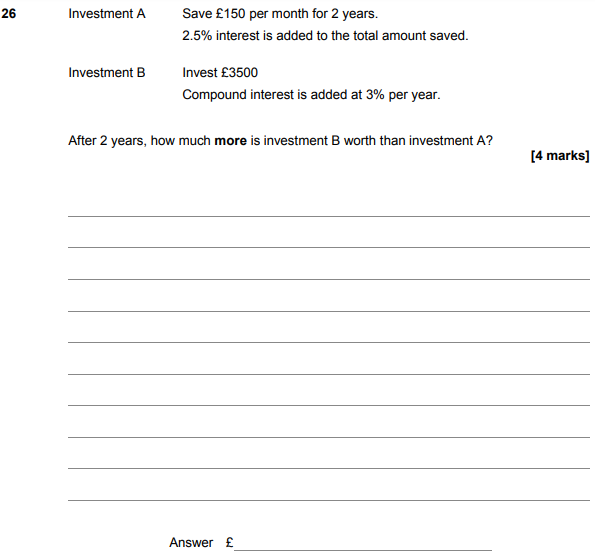 26 Investment A Save £150 per month for 2 years.
2.5% interest is added to the total amount saved.
Investment B Invest £3500
Compound interest is added at 3% per year.
After 2 years, how much more is investment B worth than investment A?
[4 marks]
Answer £